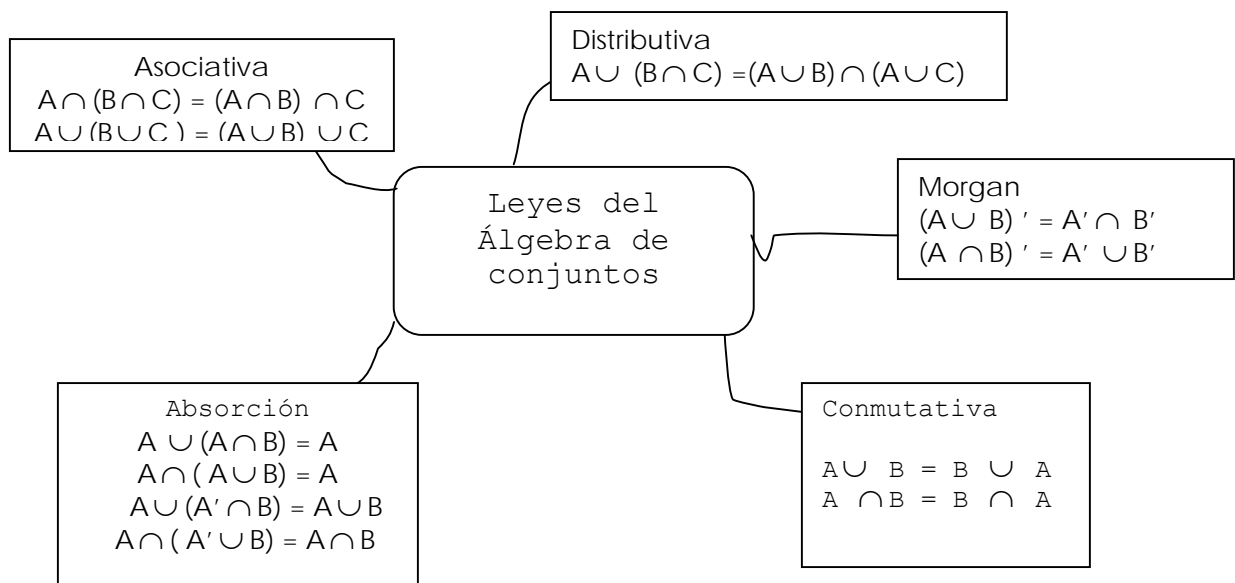 Asociativa
A∩(B∩C) = (A∩B) ∩C
A∪(B∪C) = (A∪B) ∪C
Distributiva
A∪ (B∩C) =(A∪B)∩(A∪C)
Leyes del
Álgebra de
conjuntos
Morgan
(A∪ B) ′ = A′ ∩ B′
(A ∩B) ′ = A′ ∪B′
Absorción
A ∪(A∩B) = A
A∩( A∪B) = A
A∪(A′∩B) = A∪B
A∩( A′∪B) = A∩B
Conmutativa
A∪ B = B ∪ A
A ∩B = B ∩ A